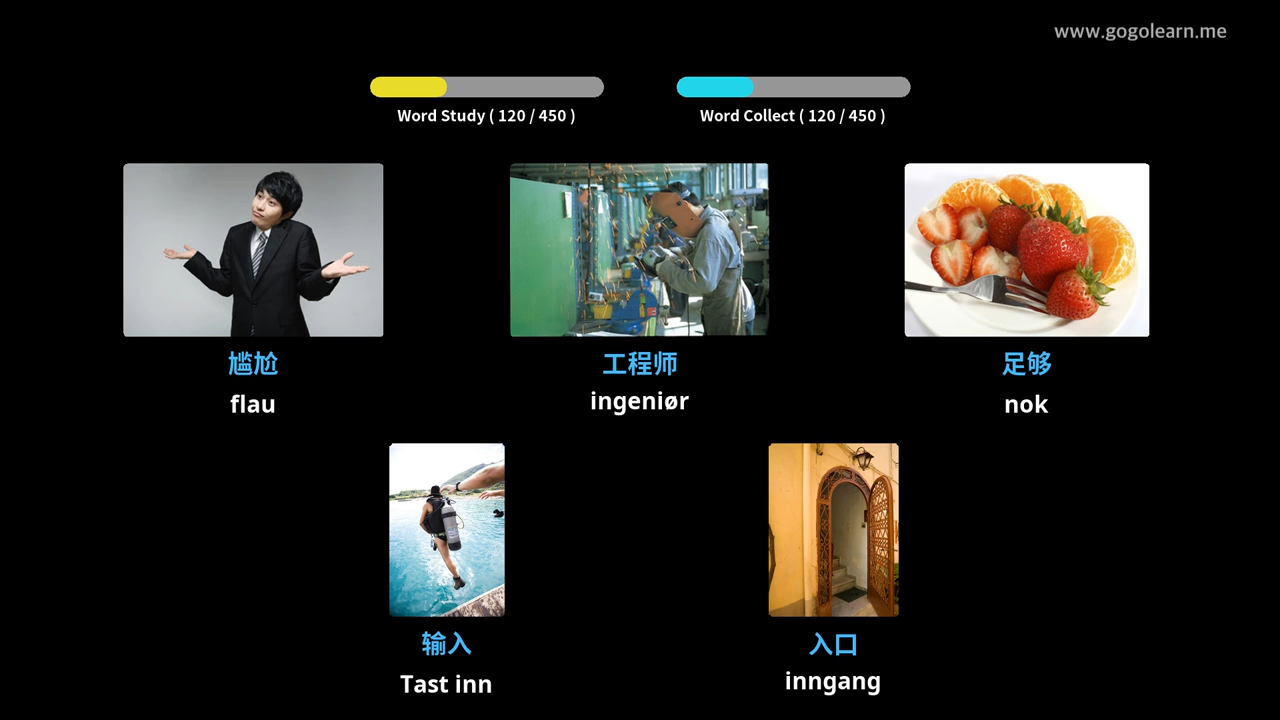 www.gogolearn.me
Word Study ( 120 / 450 )
Word Collect ( 120 / 450 )
尴尬
flau
工程师
ingeniør
足够
nok
输入
Tast inn
入口
inngang